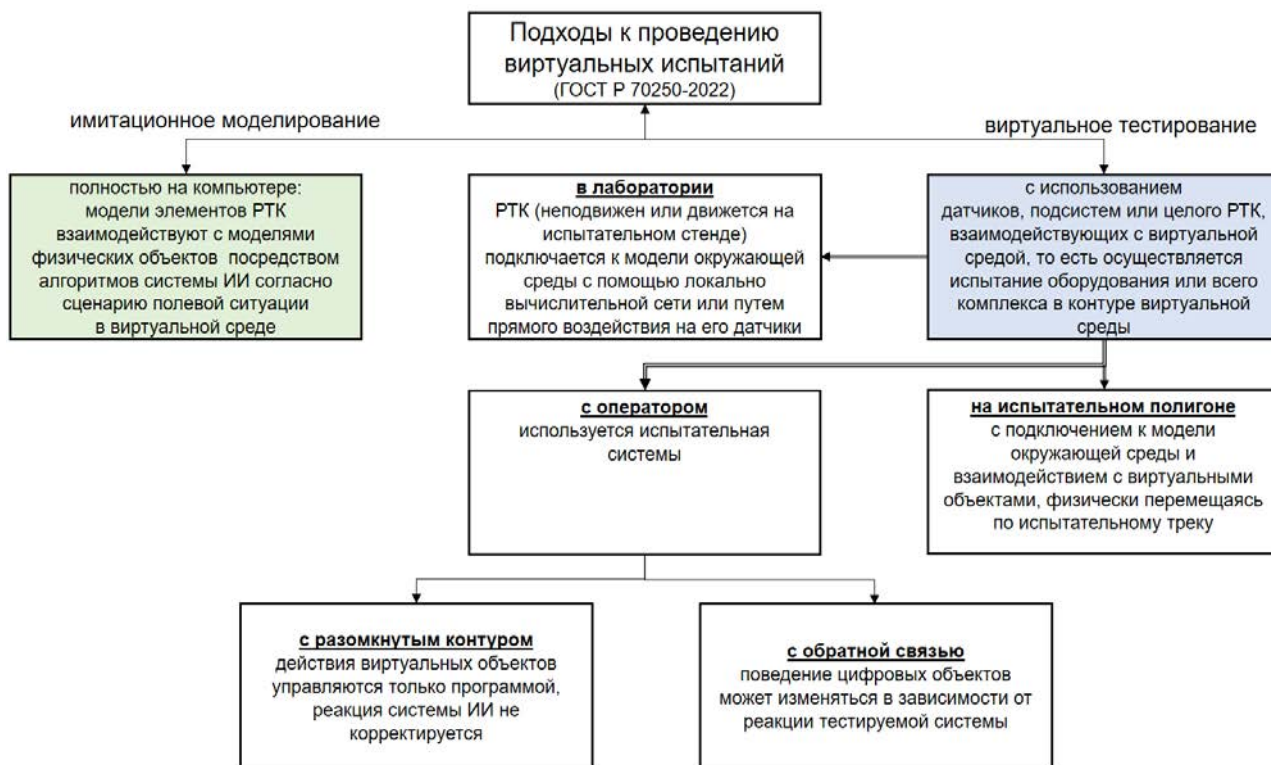 Подходы к проведению
виртуальных испытаний
(ГОСТ Р 70250-2022)
имитационное моделирование
виртуальное тестирование
полностью на компьютере:
модели элементов РТК
взаимодействуют с моделями
физических объектов посредством
алгоритмов системы ИИ согласно
сценарию полевой ситуации
в виртуальной среде
в лаборатории
РТК (неподвижен или движется на
испытательном стенде)
подключается к модели окружающей
среды с помощью локально
вычислительной сети или путем
прямого воздействия на его датчики
с использованием
датчиков, подсистем или целого РТК,
взаимодействующих с виртуальной
средой, то есть осуществляется
испытание оборудования или всего
комплекса в контуре виртуальной
среды
с оператором
используется испытательная
системы
на испытательном полигоне
с подключением к модели
окружающей среды и
взаимодействием с виртуальными
объектами, физически перемещаясь
по испытательному треку
с разомкнутым контуром
действия виртуальных объектов
управляются только программой,
реакция системы ИИ не
корректируется
с обратной связью
поведение цифровых объектов
может изменяться в зависимости от
реакции тестируемой системы